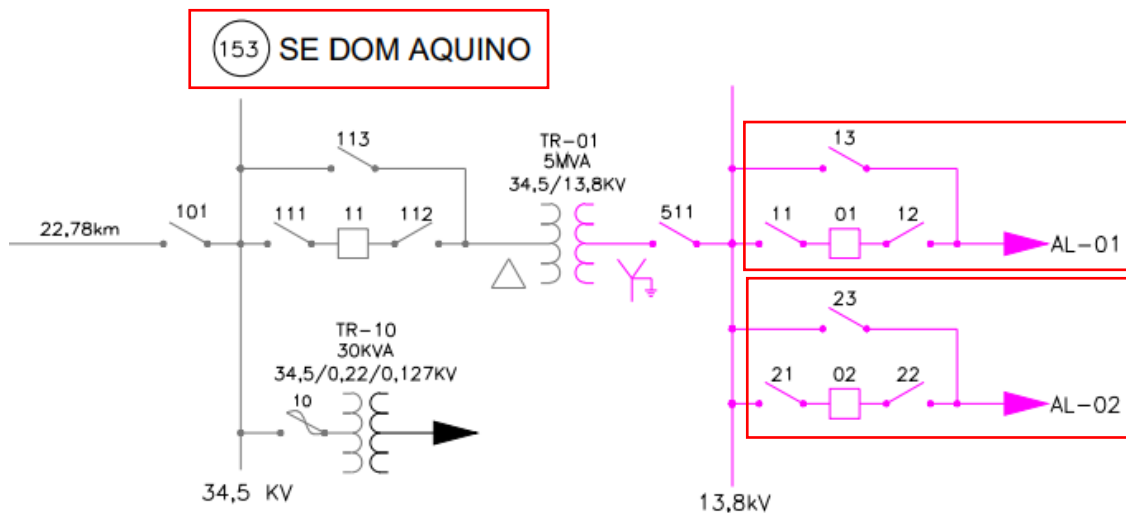 153 SE DOM AQUINO
113
TR-01
5MVA
34,5/13,8KV
13
22,78km
101
111
11
112
511
11
01
12
AL-01
23
TR-10
30KVA
34,5/0,22/0,127KV
10
21
02
22
AL-02
34,5 KV
13,8kV